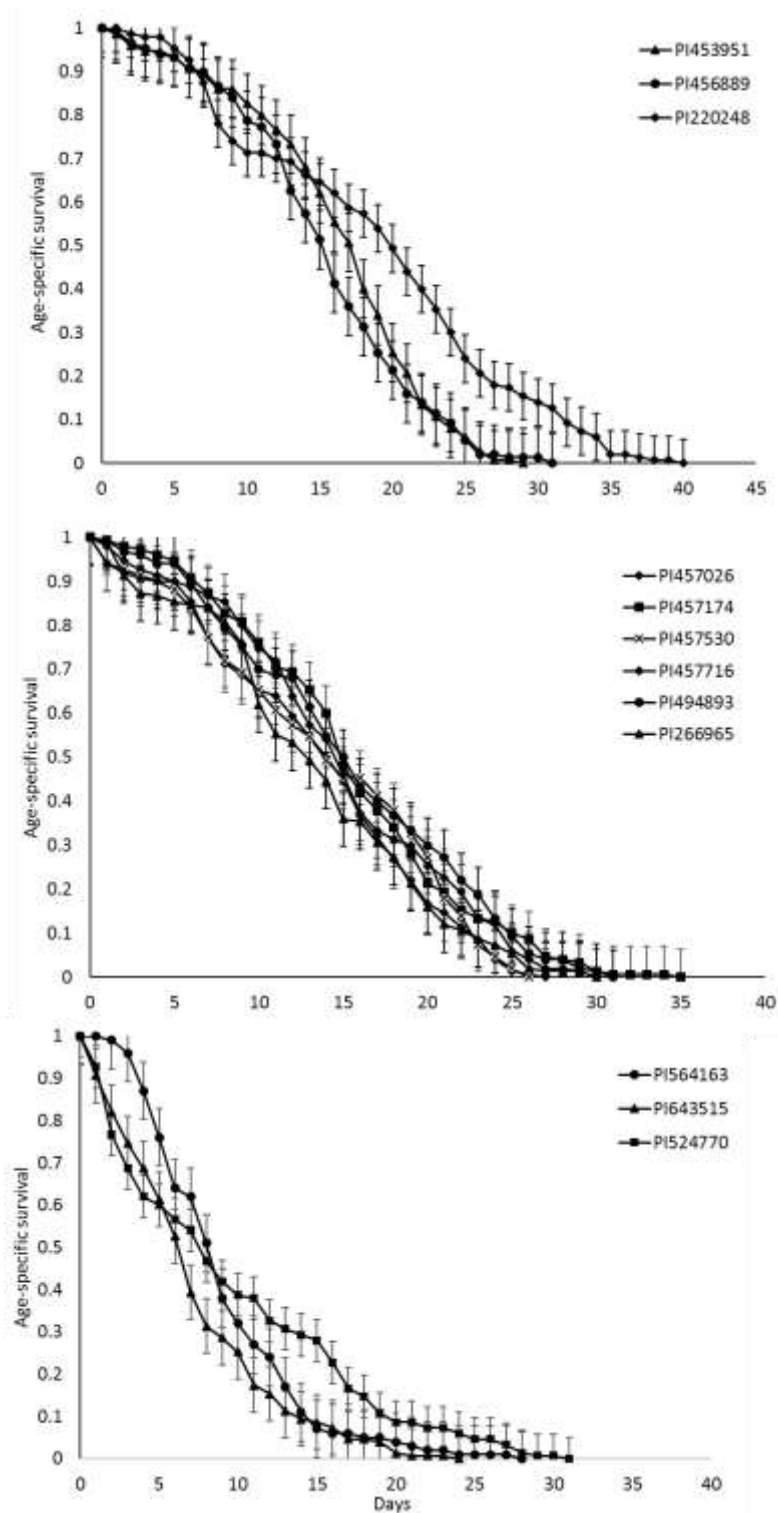 1
0.9
0.8
0.7
0.6
0.5
0.4
0.3
0.2
0.1
0
Age-specific survival
0 5 10 15 20 25 30 35 40 45
PI453951
PI456889
PI220248
1
0.9
0.8
0.7
0.6
0.5
0.4
0.3
0.2
0.1
0
Age-specific survival
0 5 10 15 20 25 30 35 40
PI457026
PI457174
PI457530
PI457716
PI494893
PI266965
1
0.9
0.8
0.7
0.6
0.5
0.4
0.3
0.2
0.1
0
Age-specific survival
0 5 10 15 20 25 30 35 40
Days
PI564163
PI643515
PI524770